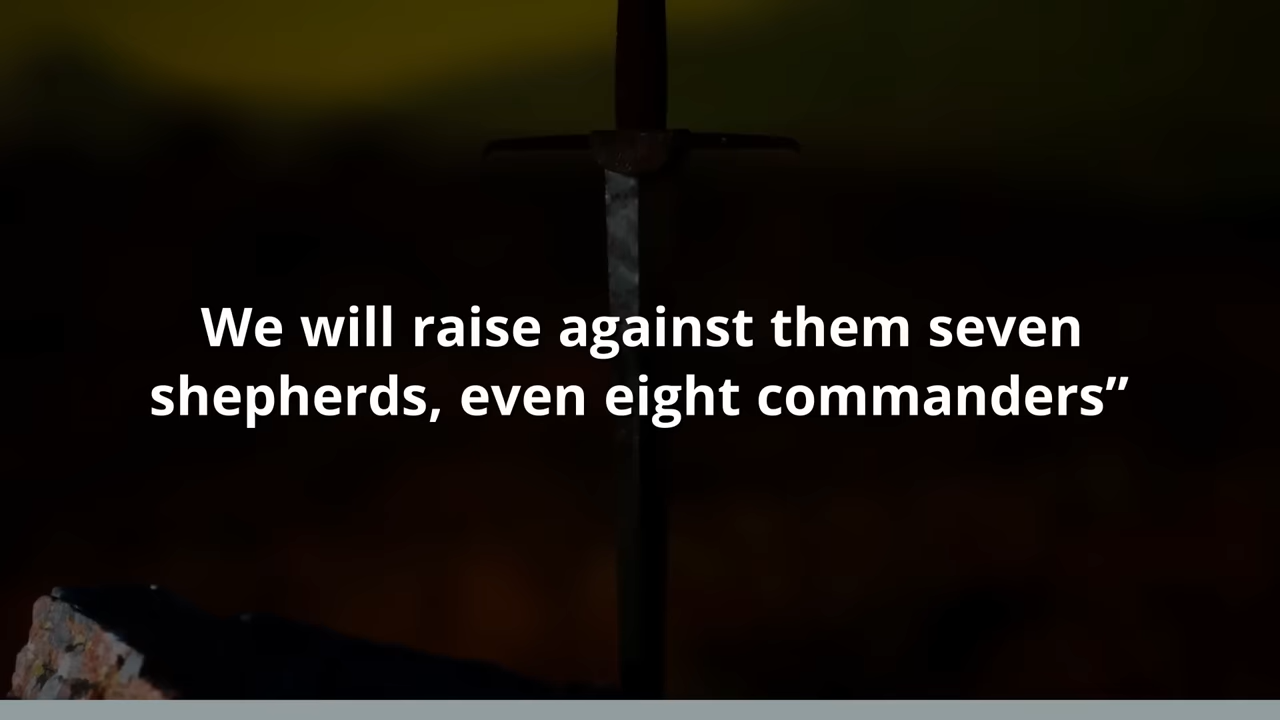 We will raise against them seven
shepherds, even eight commanders”